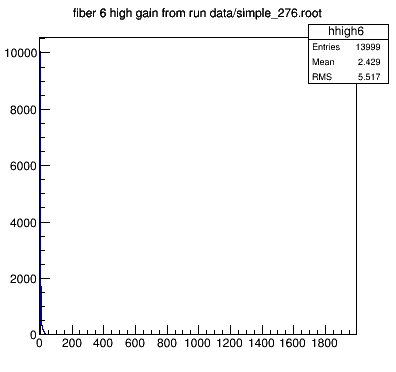 fiber 6 high gain from run data/simple_276.root
hhigh6
Entries 13999
Mean 2.429
RMS 5.517
10000
8000
6000
4000
2000
0
0 200 400 600 800 1000 1200 1400 1600 1800